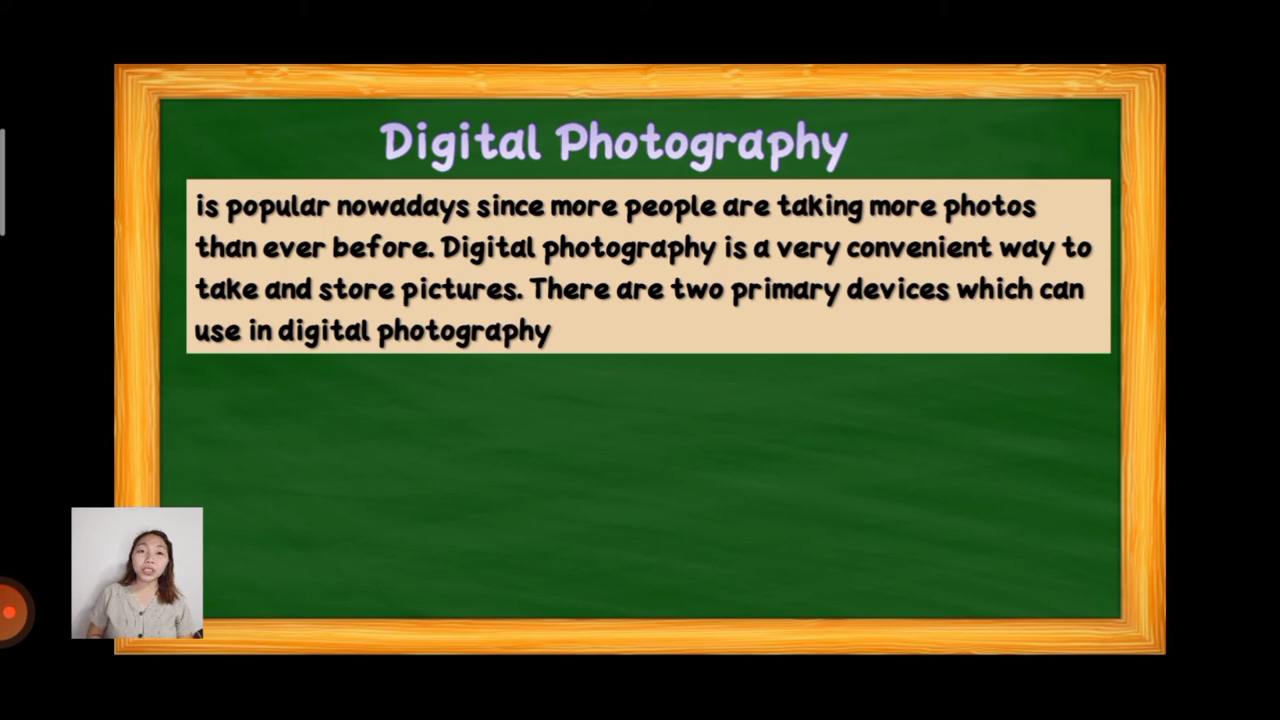 Digital Photography
is popular nowadays since more people are taking more photos
than ever before. Digital photography is a very convenient way to
take and store pictures. There are two primary devices which can
use in digital photography